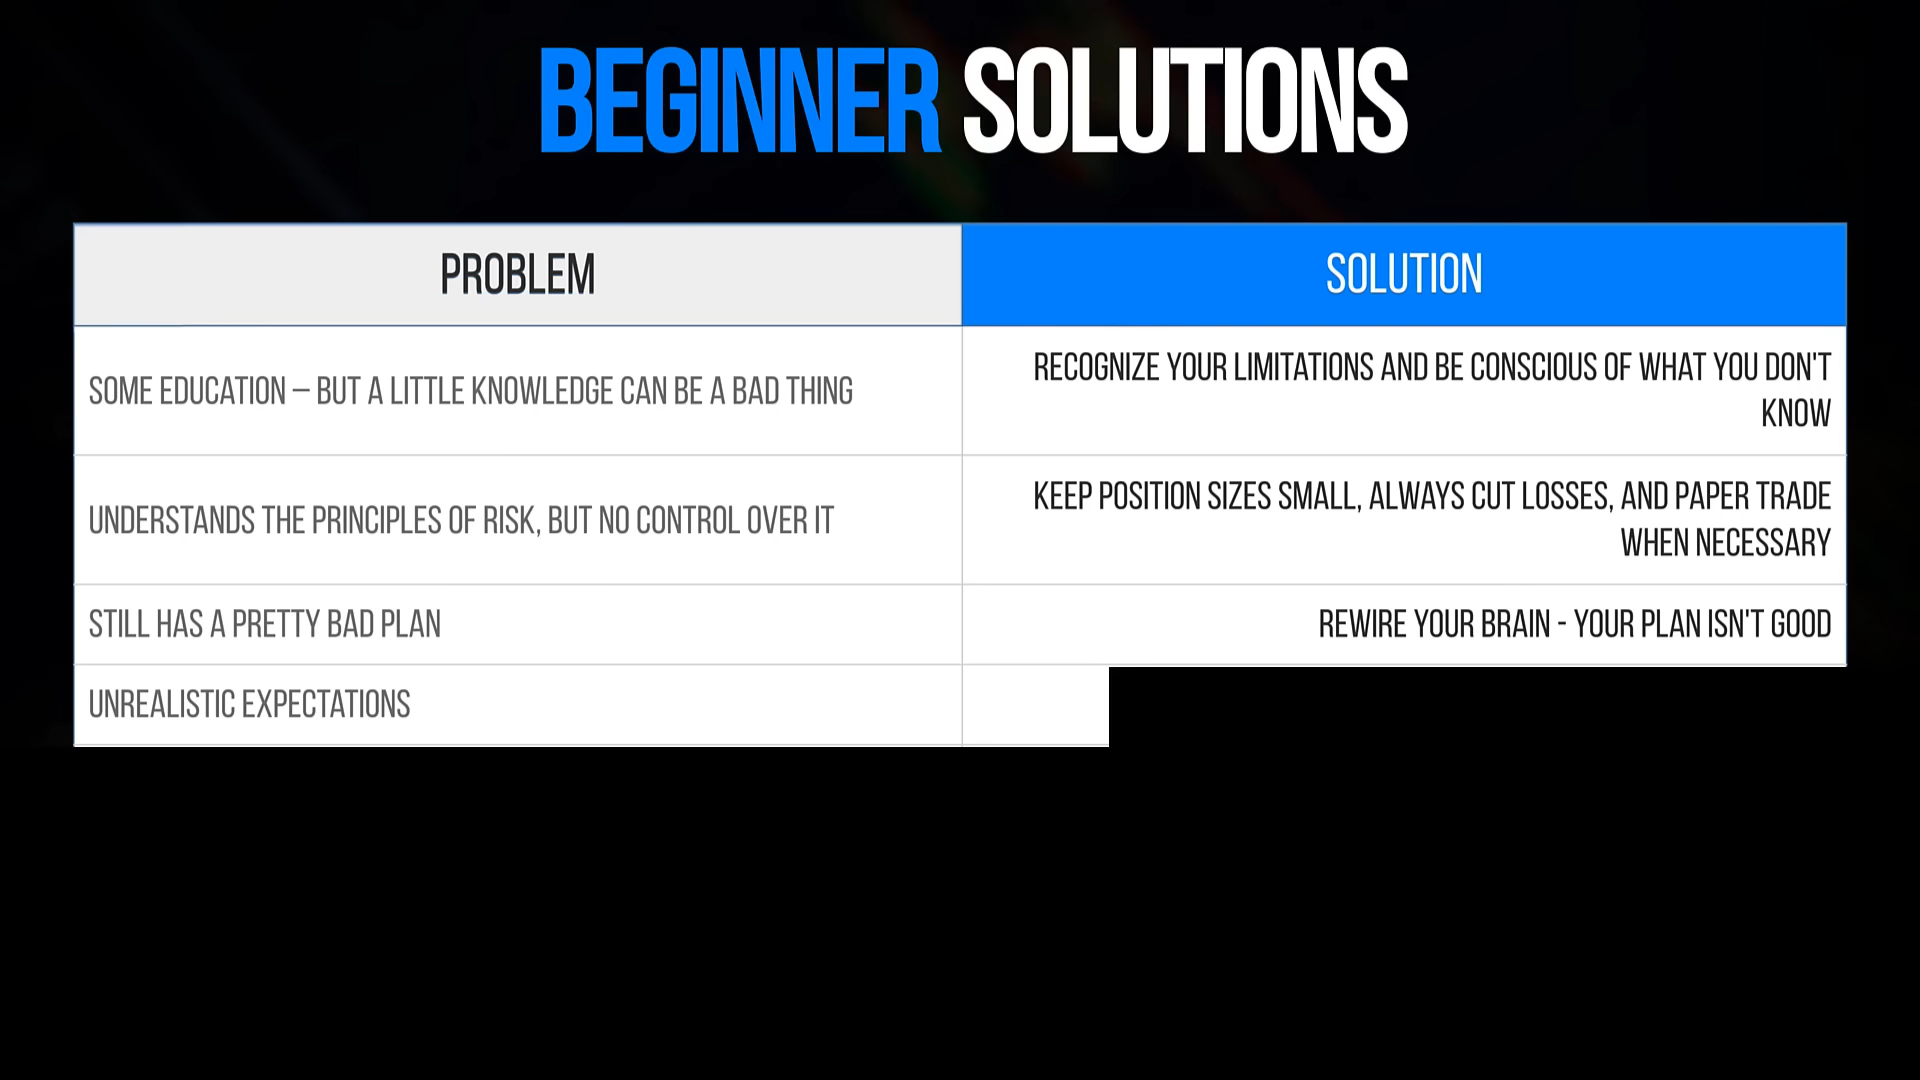 BEGINNER SOLUTIONS
PROBLEM
SOLUTION
SOME EDUCATION – BUT A LITTLE KNOWLEDGE CAN BE A BAD THING
RECOGNIZE YOUR LIMITATIONS AND BE CONSCIOUS OF WHAT YOU DON'T
KNOW
UNDERSTANDS THE PRINCIPLES OF RISK, BUT NO CONTROL OVER IT
KEEP POSITION SIZES SMALL, ALWAYS CUT LOSSES, AND PAPER TRADE
WHEN NECESSARY
STILL HAS A PRETTY BAD PLAN
REWIRE YOUR BRAIN - YOUR PLAN ISN'T GOOD
UNREALISTIC EXPECTATIONS